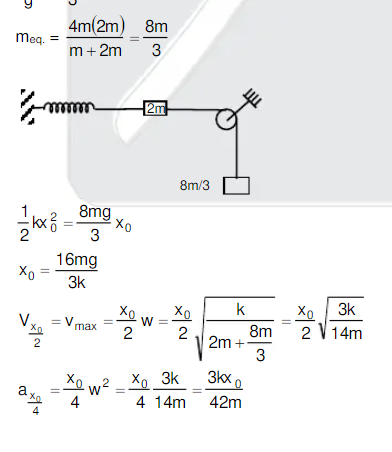 m_eq. = 4m(2m)/(m + 2m) = 8m/3
2m
8m/3
1/2 kx_0^2 = 8mg/3 x_0
x_0 = 16mg/3k
V_{x_0/2} = v_max = x_0/2 w = x_0/2 √(k/(2m + 8m/3)) = x_0/2 √(3k/14m)
a_{x_0/4} = x_0/4 w^2 = x_0/4 3k/14m = 3kx_0/42m